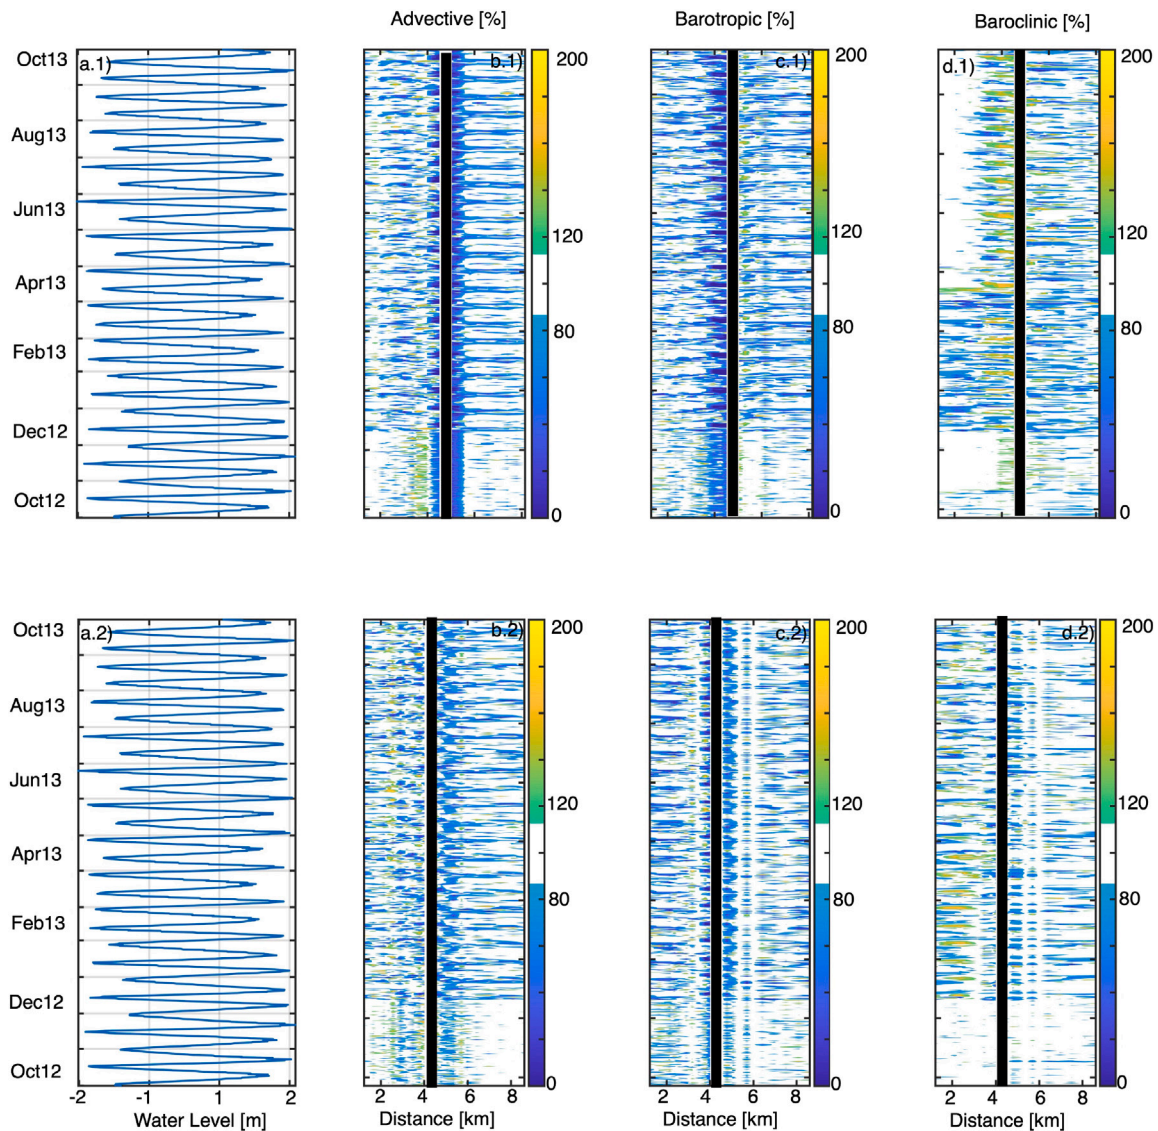 Advective [%] Barotropic [%] Baroclinic [%]
Oct13 a.1) b.1) 200 c.1) 200 d.1) 200
Aug13
Jun13 120 120 120
Apr13
Feb13 80 80 80
Dec12
Oct12 0 0 0
Oct13 a.2) b.2) 200 c.2) 200 d.2) 200
Aug13
Jun13 120 120 120
Apr13
Feb13 80 80 80
Dec12
Oct12 0 0 0
-2 -1 1 2 2 4 6 8 2 4 6 8 2 4 6 8
Water Level [m] Distance [km] Distance [km] Distance [km]